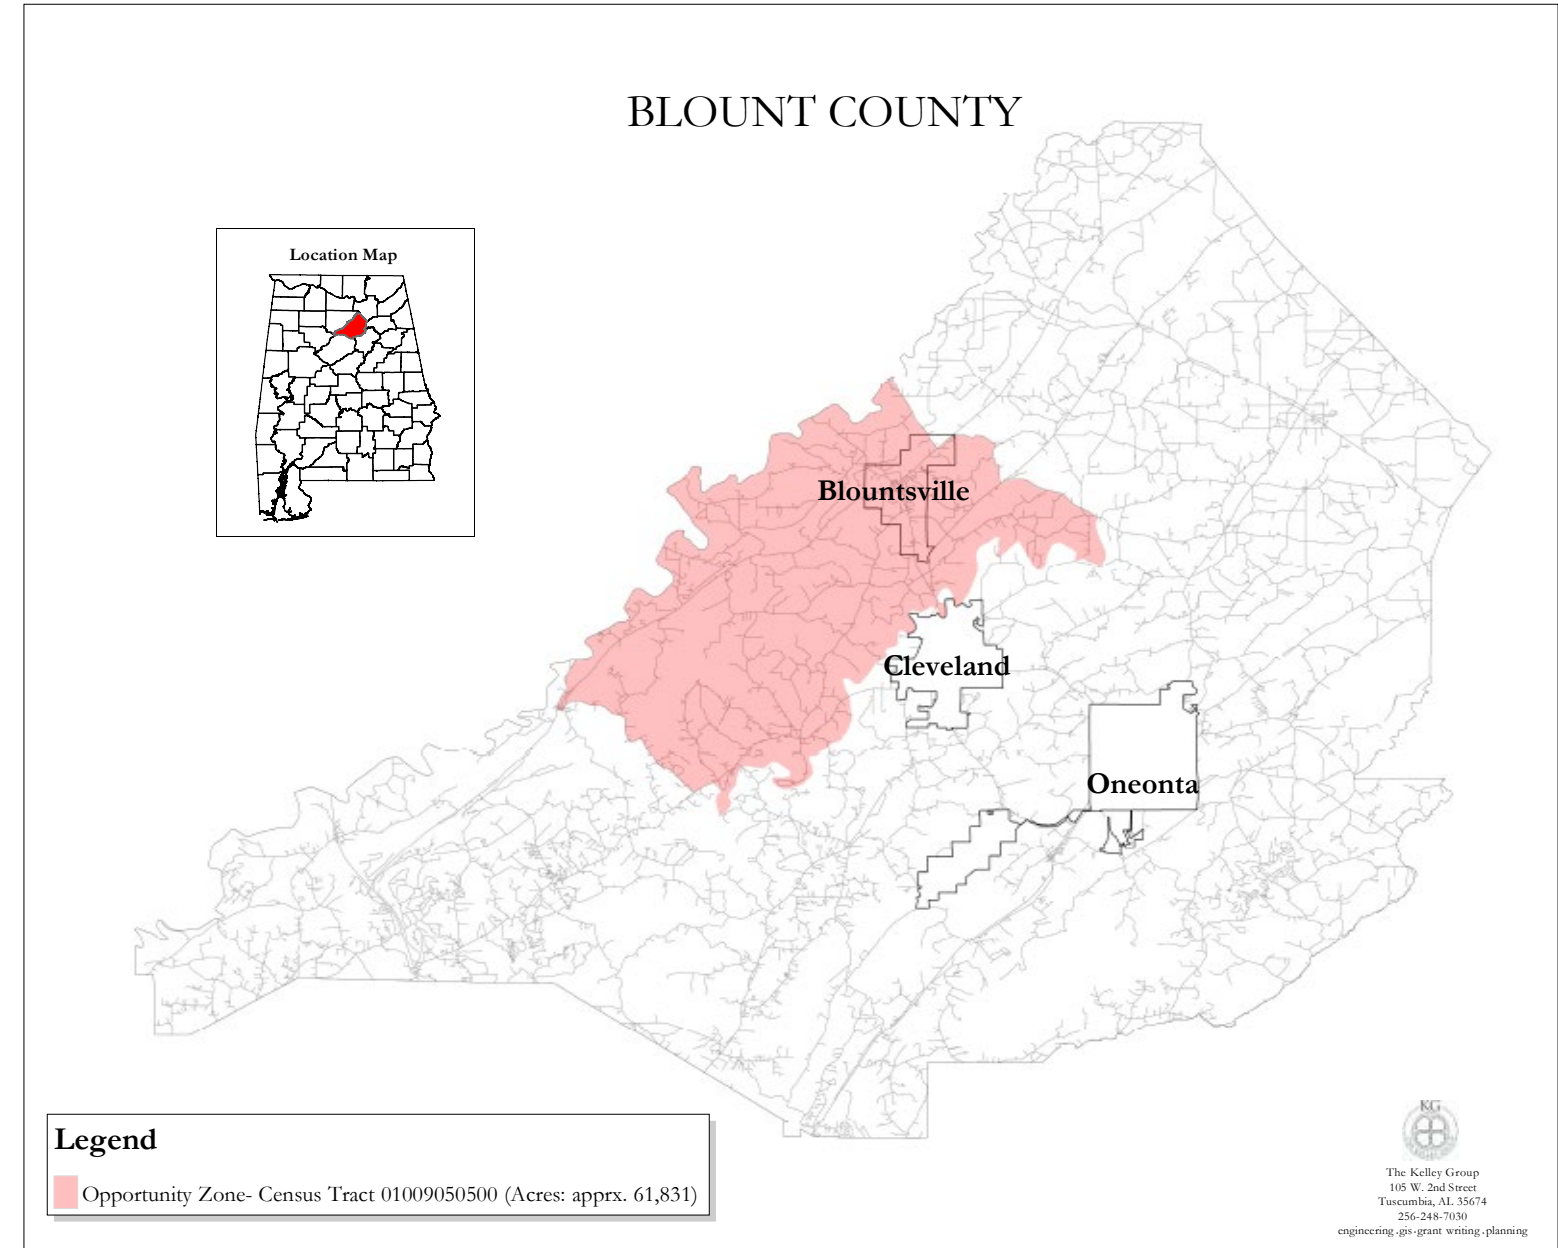 BLOUNT COUNTY
Location Map
Blountsville
Cleveland
Oneonta
Legend
Opportunity Zone- Census Tract 01009050500 (Acres: apprx. 61,831)
KG
The Kelley Group
105 W. 2nd Street
Tuscumbia, AL 35674
256-248-7030
engineering.gis.grant writing.planning